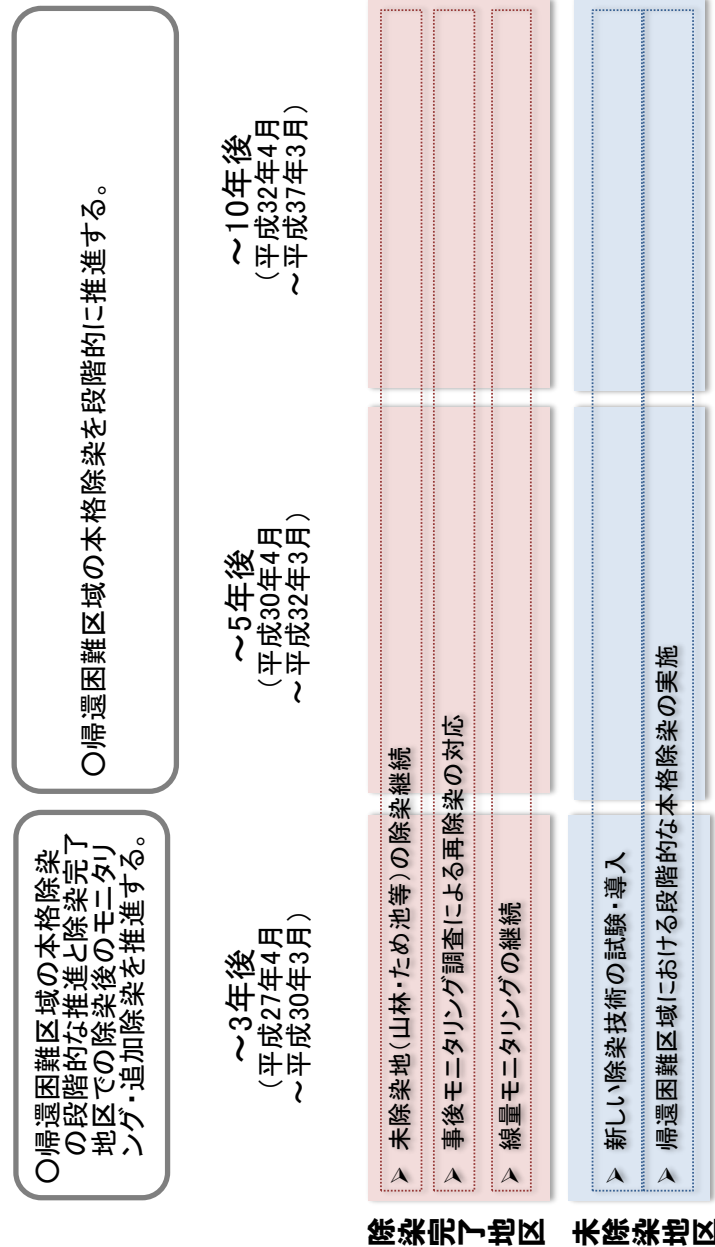 〇帰還困難区域の本格除染
の段階的な推進と除染完了
地区での除染後のモニタリ
ング・追加除染を推進する。
〇帰還困難区域の本格除染を段階的に推進する。
～3年後
（平成27年4月
～平成30年3月）
～5年後
（平成30年4月
～平成32年3月）
～10年後
（平成32年4月
～平成37年3月）
除染完了地区
➢ 未除染地（山林・ため池等）の除染継続
➢ 事後モニタリング調査による再除染の対応
➢ 線量モニタリングの継続
未除染地区
➢ 新しい除染技術の試験・導入
➢ 帰還困難区域における段階的な本格除染の実施